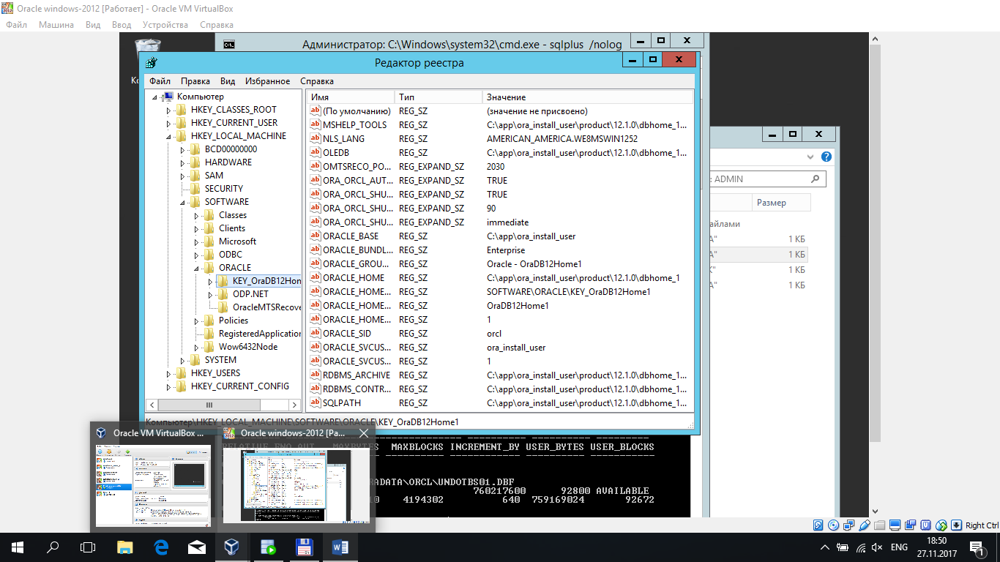 Oracle windows-2012 [Работает] - Oracle VM VirtualBox
Файл Машина Вид Ввод Устройства Справка
Администратор: C:\Windows\system32\cmd.exe - sqlplus /nolog
Редактор реестра
Файл Правка Вид Избранное Справка
Компьютер
HKEY_CLASSES_ROOT
HKEY_CURRENT_USER
HKEY_LOCAL_MACHINE
BCD00000000
HARDWARE
SAM
SECURITY
SOFTWARE
Classes
Clients
Microsoft
ODBC
ORACLE
KEY_OraDB12Hon
ODP.NET
OracleMTSRecove
Policies
RegisteredApplication
Wow6432Node
SYSTEM
HKEY_USERS
HKEY_CURRENT_CONFIG
Имя Тип Значение
(По умолчанию) REG_SZ (значение не присвоено)
MSHELP_TOOLS REG_SZ C:\app\ora_install_user\product\12.1.0\dbhome_1...
NLS_LANG REG_SZ AMERICAN_AMERICA.WE8MSWIN1252
OLEDB REG_SZ C:\app\ora_install_user\product\12.1.0\dbhome_1...
OMTSRECO_PO... REG_EXPAND_SZ 2030
ORA_ORCL_AUT... REG_EXPAND_SZ TRUE
ORA_ORCL_SHU... REG_EXPAND_SZ TRUE
ORA_ORCL_SHU... REG_EXPAND_SZ 90
ORA_ORCL_SHU... REG_EXPAND_SZ immediate
ORACLE_BASE REG_SZ C:\app\ora_install_user
ORACLE_BUNDL... REG_SZ Enterprise
ORACLE_GROU... REG_SZ Oracle - OraDB12Home1
ORACLE_HOME REG_SZ C:\app\ora_install_user\product\12.1.0\dbhome_1
ORACLE_HOME... REG_SZ SOFTWARE\ORACLE\KEY_OraDB12Home1
ORACLE_HOME... REG_SZ OraDB12Home1
ORACLE_HOME... REG_SZ 1
ORACLE_SID REG_SZ orcl
ORACLE_SVCUS... REG_SZ ora_install_user
ORACLE_SVCUS... REG_SZ 1
RDBMS_ARCHIVE REG_SZ C:\app\ora_install_user\product\12.1.0\dbhome_1...
RDBMS_CONTR... REG_SZ C:\app\ora_install_user\product\12.1.0\dbhome_1...
SQLPATH REG_SZ C:\app\ora_install_user\product\12.1.0\dbhome_1...
Компьютер\HKEY_LOCAL_MACHINE\SOFTWARE\ORACLE\KEY_OraDB12Home1
: ADMIN
Размер
айлами
А" 1 КБ
А" 1 КБ
К" 1 КБ
А" 1 КБ
Oracle VM VirtualBox ...
Oracle windows-2012 [Ра...
RELATIVE_FNO AUT MAXBYTES MAXBLOCKS INCREMENT_BY USER_BYTES USER_BLOCKS
RADATA\ORCL\UNDOTBS01.DBF
760217600 92800 AVAILABLE
10 4194302 640 759169024 92672
Right Ctrl
ENG
18:50
27.11.2017
1